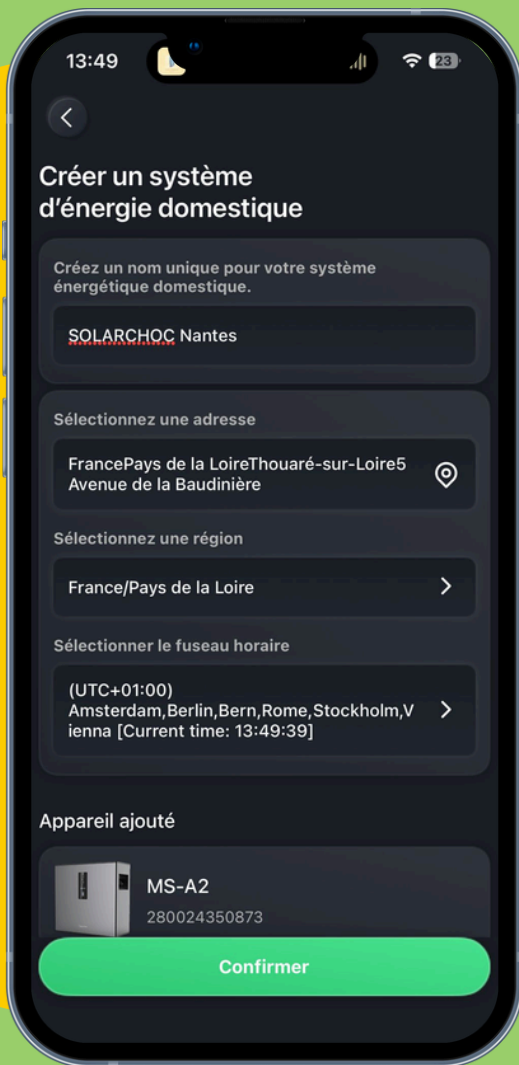 13:49
23
Créer un système
d'énergie domestique
Créez un nom unique pour votre système
énergétique domestique.
SOLARCHOC Nantes
Sélectionnez une adresse
FrancePays de la LoireThouaré-sur-Loire5
Avenue de la Baudinière
Sélectionnez une région
France/Pays de la Loire
Sélectionner le fuseau horaire
(UTC+01:00)
Amsterdam,Berlin,Bern,Rome,Stockholm,V
ienna [Current time: 13:49:39]
Appareil ajouté
MS-A2
280024350873
Confirmer